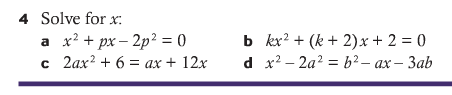 4 Solve for x:
a x² + px – 2p² = 0 b kx² + (k + 2)x + 2 = 0
c 2ax² + 6 = ax + 12x d x² – 2a² = b² – ax – 3ab